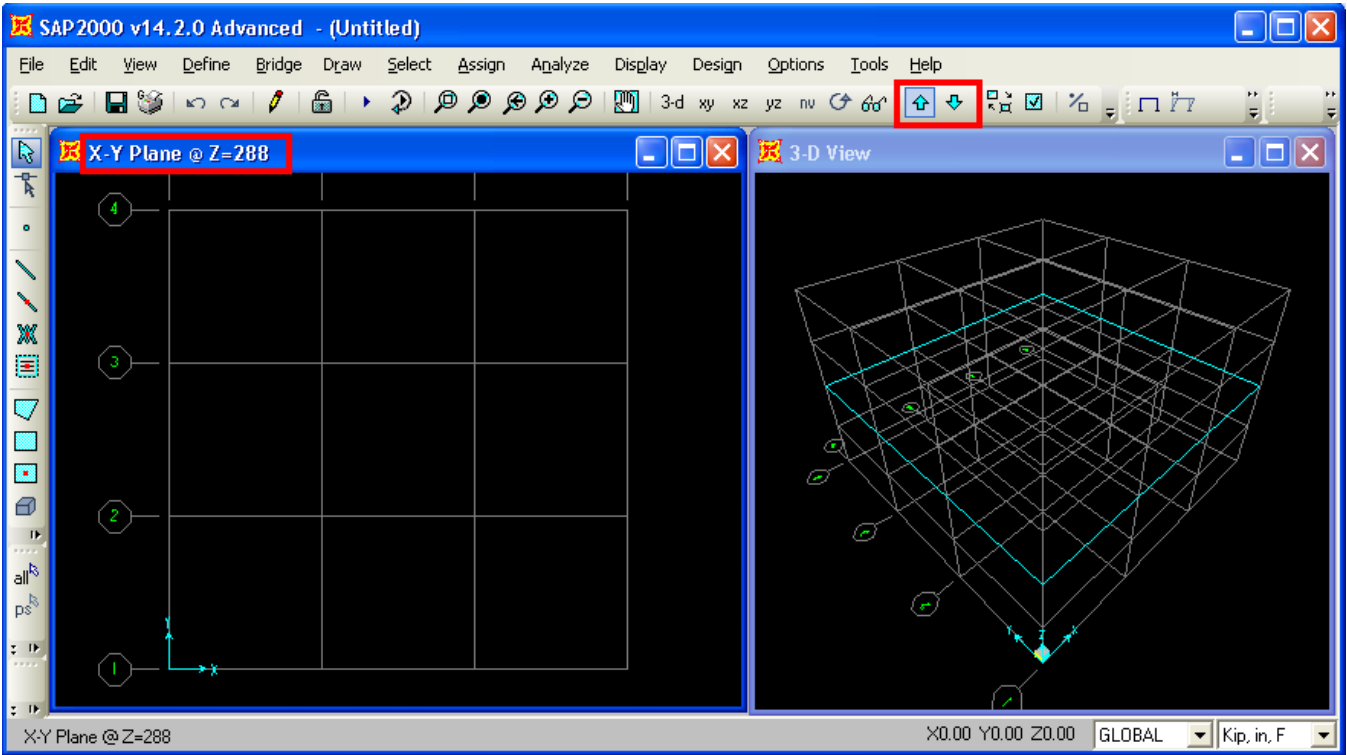 SAP2000 v14.2.0 Advanced - (Untitled)
File Edit View Define Bridge Draw Select Assign Analyze Display Design Options Tools Help
3-d xy xz yz nv
X-Y Plane @ Z=288
3-D View
4
3
2
1
Y
X
Y Z X
all
ps
X-Y Plane @ Z=288
X0.00 Y0.00 Z0.00 GLOBAL Kip, in, F